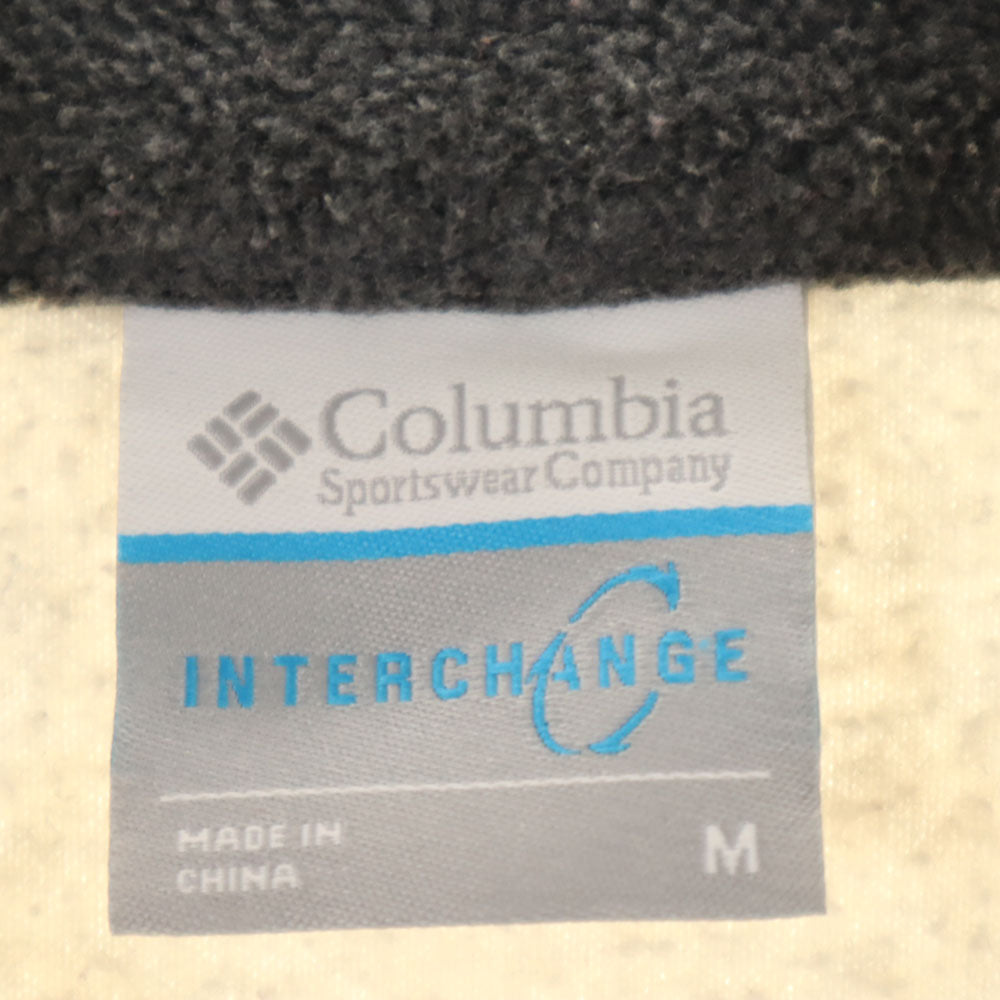 Columbia
Sportswear Company
INTERCHANGE
MADE IN
CHINA
M